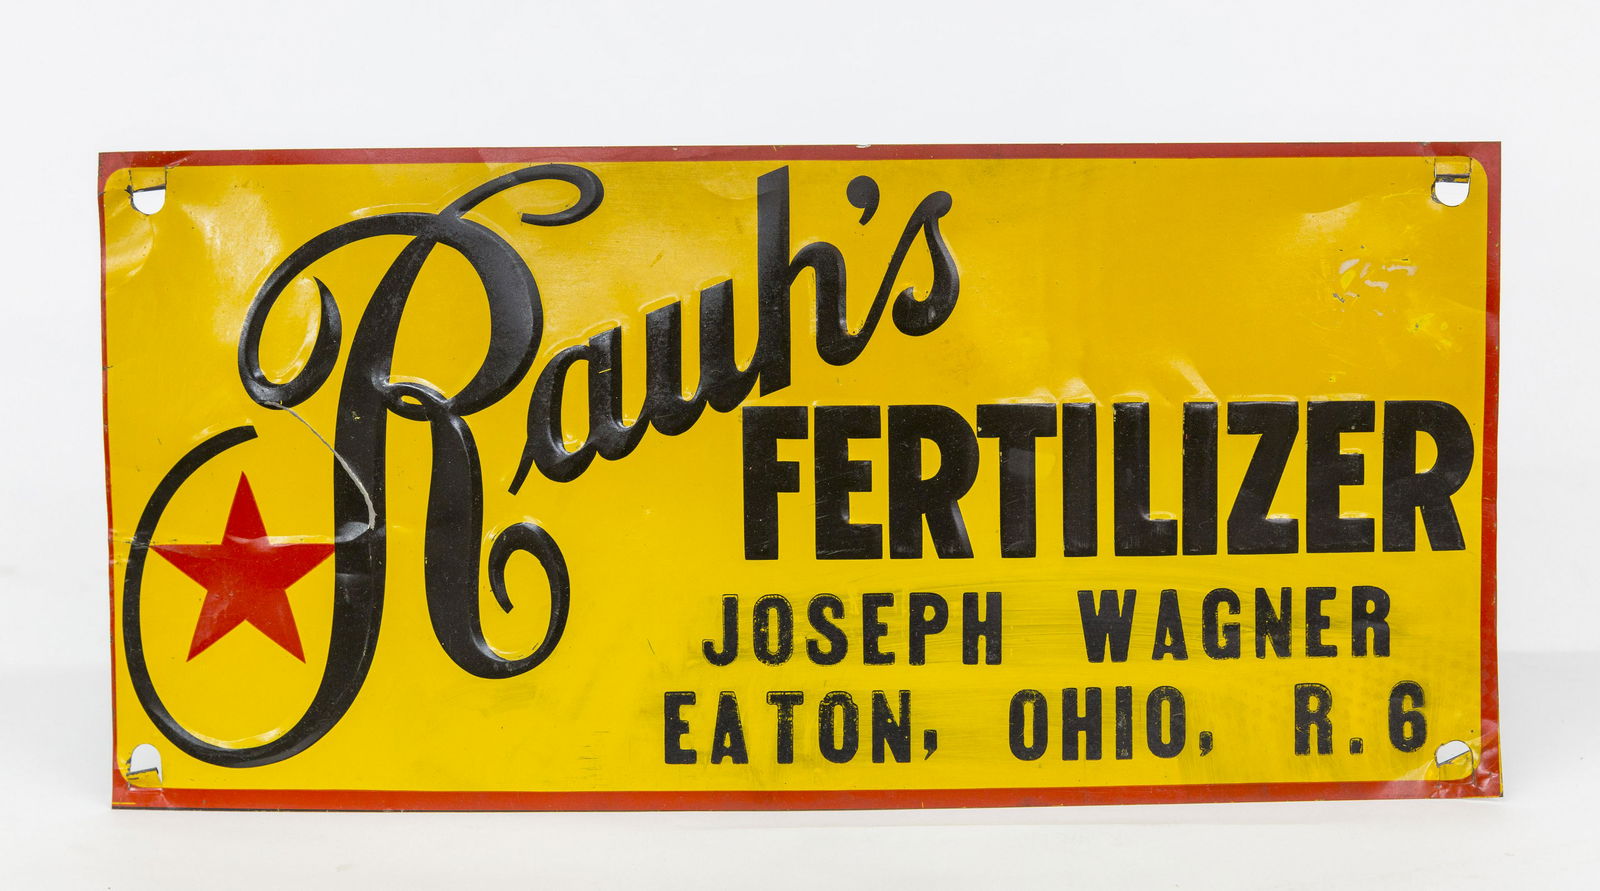 Rauh's
FERTILIZER
JOSEPH WAGNER
EATON, OHIO, R. 6